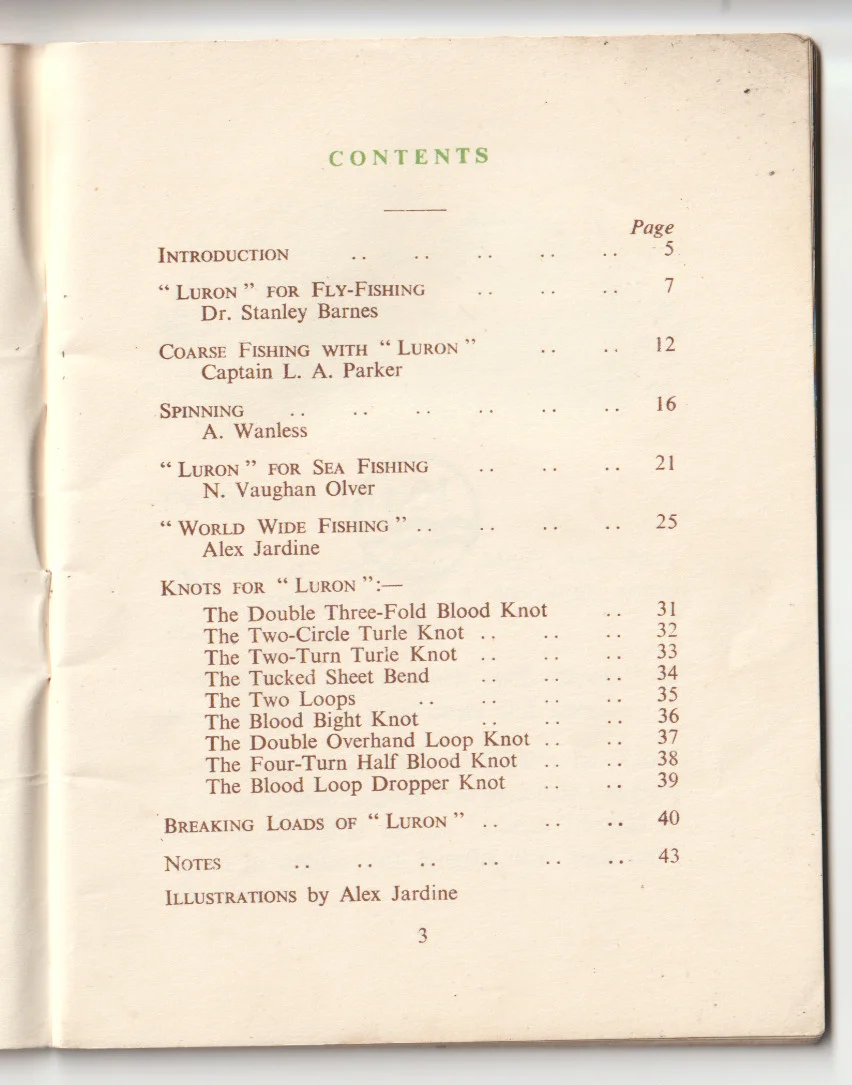 CONTENTS
Page
INTRODUCTION .. .. .. .. .. 5
“ LURON ” FOR FLY-FISHING .. .. .. 7
Dr. Stanley Barnes
COARSE FISHING WITH “ LURON ” .. .. 12
Captain L. A. Parker
SPINNING .. .. .. .. .. .. 16
A. Wanless
“ LURON ” FOR SEA FISHING .. .. .. 21
N. Vaughan Olver
“ WORLD WIDE FISHING ” .. .. .. .. 25
Alex Jardine
KNOTS FOR “ LURON ”:—
The Double Three-Fold Blood Knot .. 31
The Two-Circle Turle Knot .. .. .. 32
The Two-Turn Turle Knot .. .. .. 33
The Tucked Sheet Bend .. .. .. 34
The Two Loops .. .. .. .. 35
The Blood Bight Knot .. .. .. 36
The Double Overhand Loop Knot .. .. 37
The Four-Turn Half Blood Knot .. .. 38
The Blood Loop Dropper Knot .. .. 39
BREAKING LOADS OF “ LURON ” .. .. .. 40
NOTES .. .. .. .. .. .. 43
ILLUSTRATIONS by Alex Jardine
3